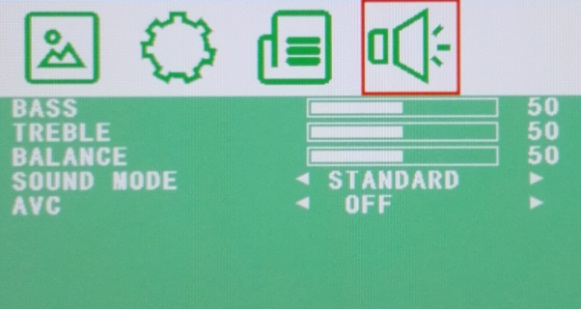 BASS 50
TREBLE 50
BALANCE 50
SOUND MODE STANDARD
AVC OFF